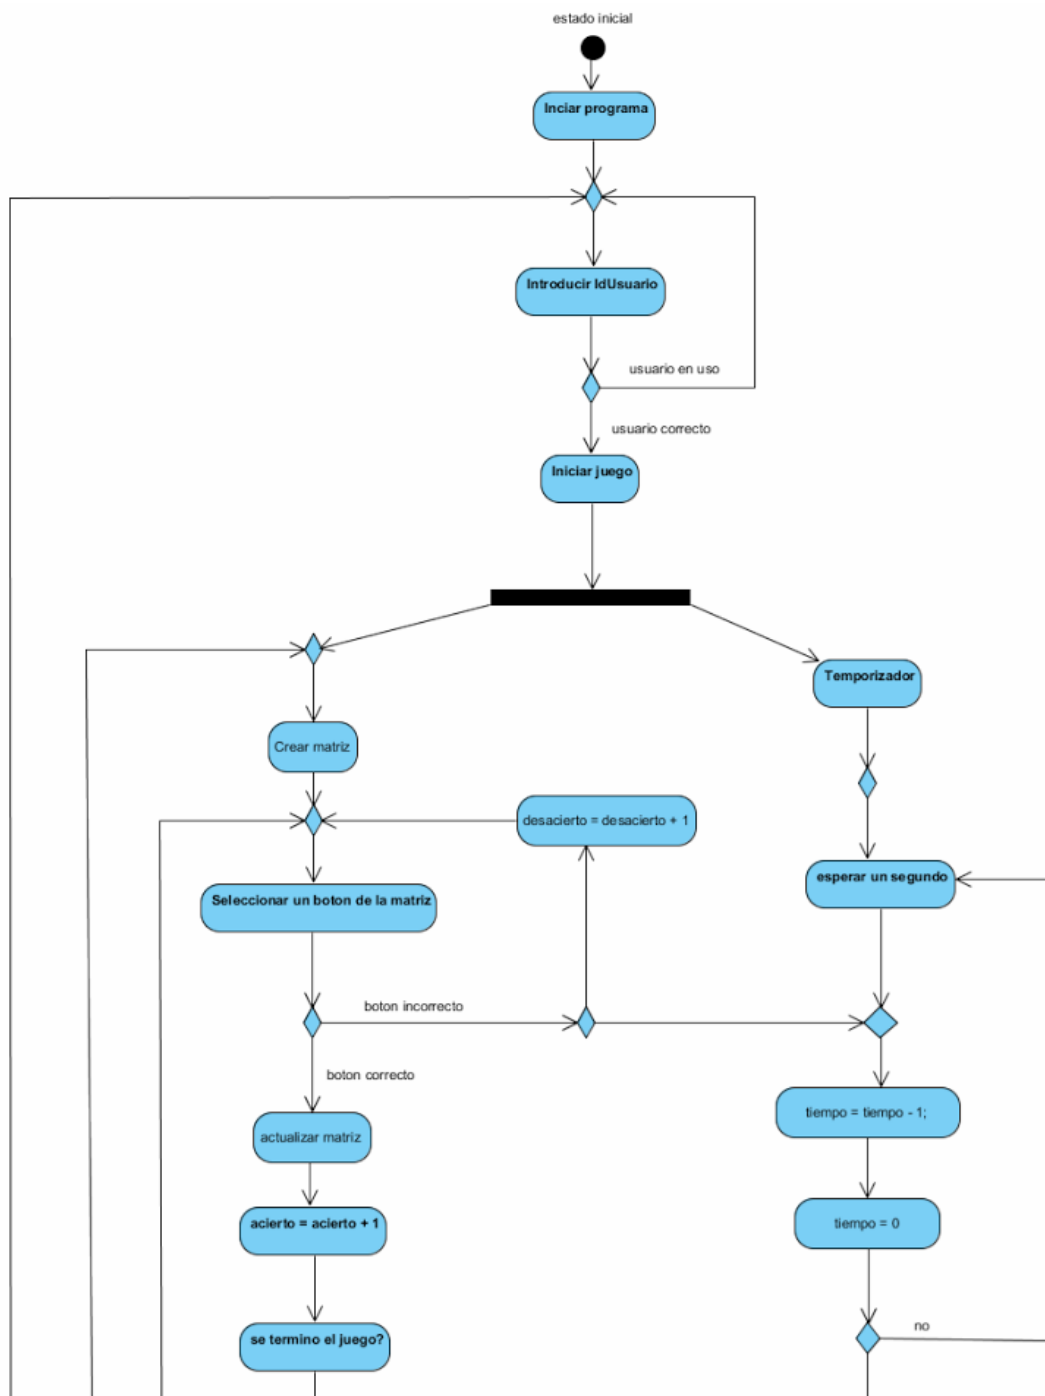 estado inicial
Inciar programa
Introducir IdUsuario
usuario en uso
usuario correcto
Iniciar juego
Temporizador
Crear matriz
desacierto = desacierto + 1
esperar un segundo
Seleccionar un boton de la matriz
boton incorrecto
boton correcto
tiempo = tiempo - 1;
actualizar matriz
acierto = acierto + 1
tiempo = 0
no
se termino el juego?